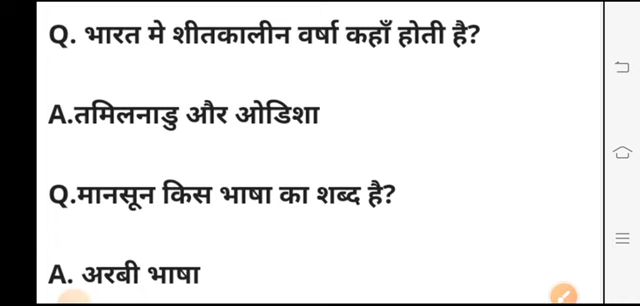 Q. भारत मे शीतकालीन वर्षा कहाँ होती है?
A.तमिलनाडु और ओडिशा
Q.मानसून किस भाषा का शब्द है?
A. अरबी भाषा